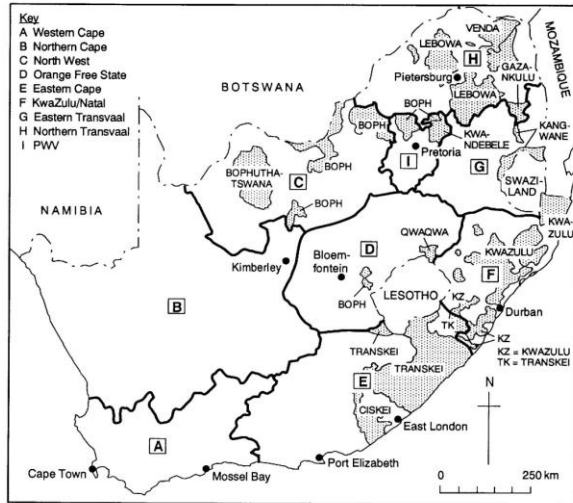 Key
A Western Cape
B Northern Cape
C North West
D Orange Free State
E Eastern Cape
F KwaZulu/Natal
G Eastern Transvaal
H Northern Transvaal
I PWV
VENDA
LEBOWA
H
MOZAMBIQUE
Pietersburg
GAZA-
NKULU
BOTSWANA
LEBOWA
BOPH
BOPH
KANG-
WANE
KWA-
NDEBELE
I
Pretoria
G
BOPHUTHA-
TSWANA
C
SWAZI-
LAND
NAMIBIA
BOPH
KWA-
ZULU
QWAQWA
KWAZULU
D
Kimberley
Bloem-
fontein
F
BOPH
LESOTHO
KZ
B
Durban
TK
KZ
TRANSKEI
KZ = KWAZULU
TK = TRANSKEI
TRANSKEI
E
N
CISKEI
A
East London
Cape Town
Mossel Bay
Port Elizabeth
0 250 km